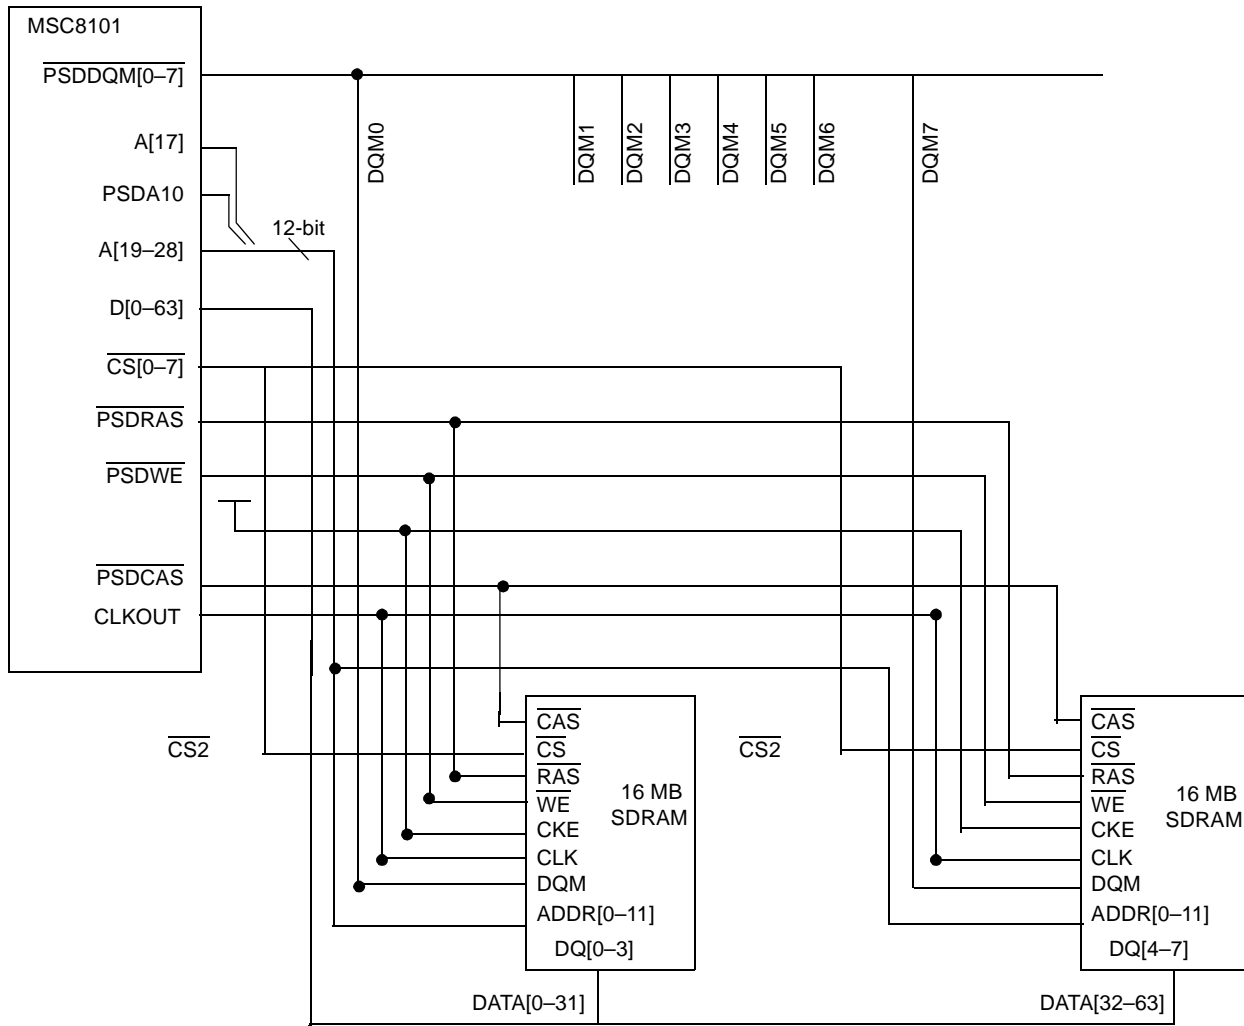 MSC8101
PSDDQM[0–7]
A[17]
PSDA10
A[19–28]
12-bit
D[0–63]
CS[0–7]
PSDRAS
PSDWE
PSDCAS
CLKOUT
DQM0
DQM1
DQM2
DQM3
DQM4
DQM5
DQM6
DQM7
CS2
CAS
CS
RAS
WE
CKE
CLK
DQM
ADDR[0–11]
DQ[0–3]
16 MB
SDRAM
DATA[0–31]
CS2
CAS
CS
RAS
WE
CKE
CLK
DQM
ADDR[0–11]
DQ[4–7]
16 MB
SDRAM
DATA[32–63]